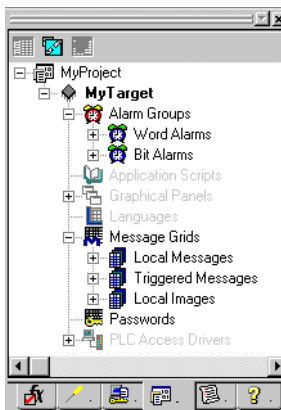 MyProject
MyTarget
Alarm Groups
Word Alarms
Bit Alarms
Application Scripts
Graphical Panels
Languages
Message Grids
Local Messages
Triggered Messages
Local Images
Passwords
PLC Access Drivers